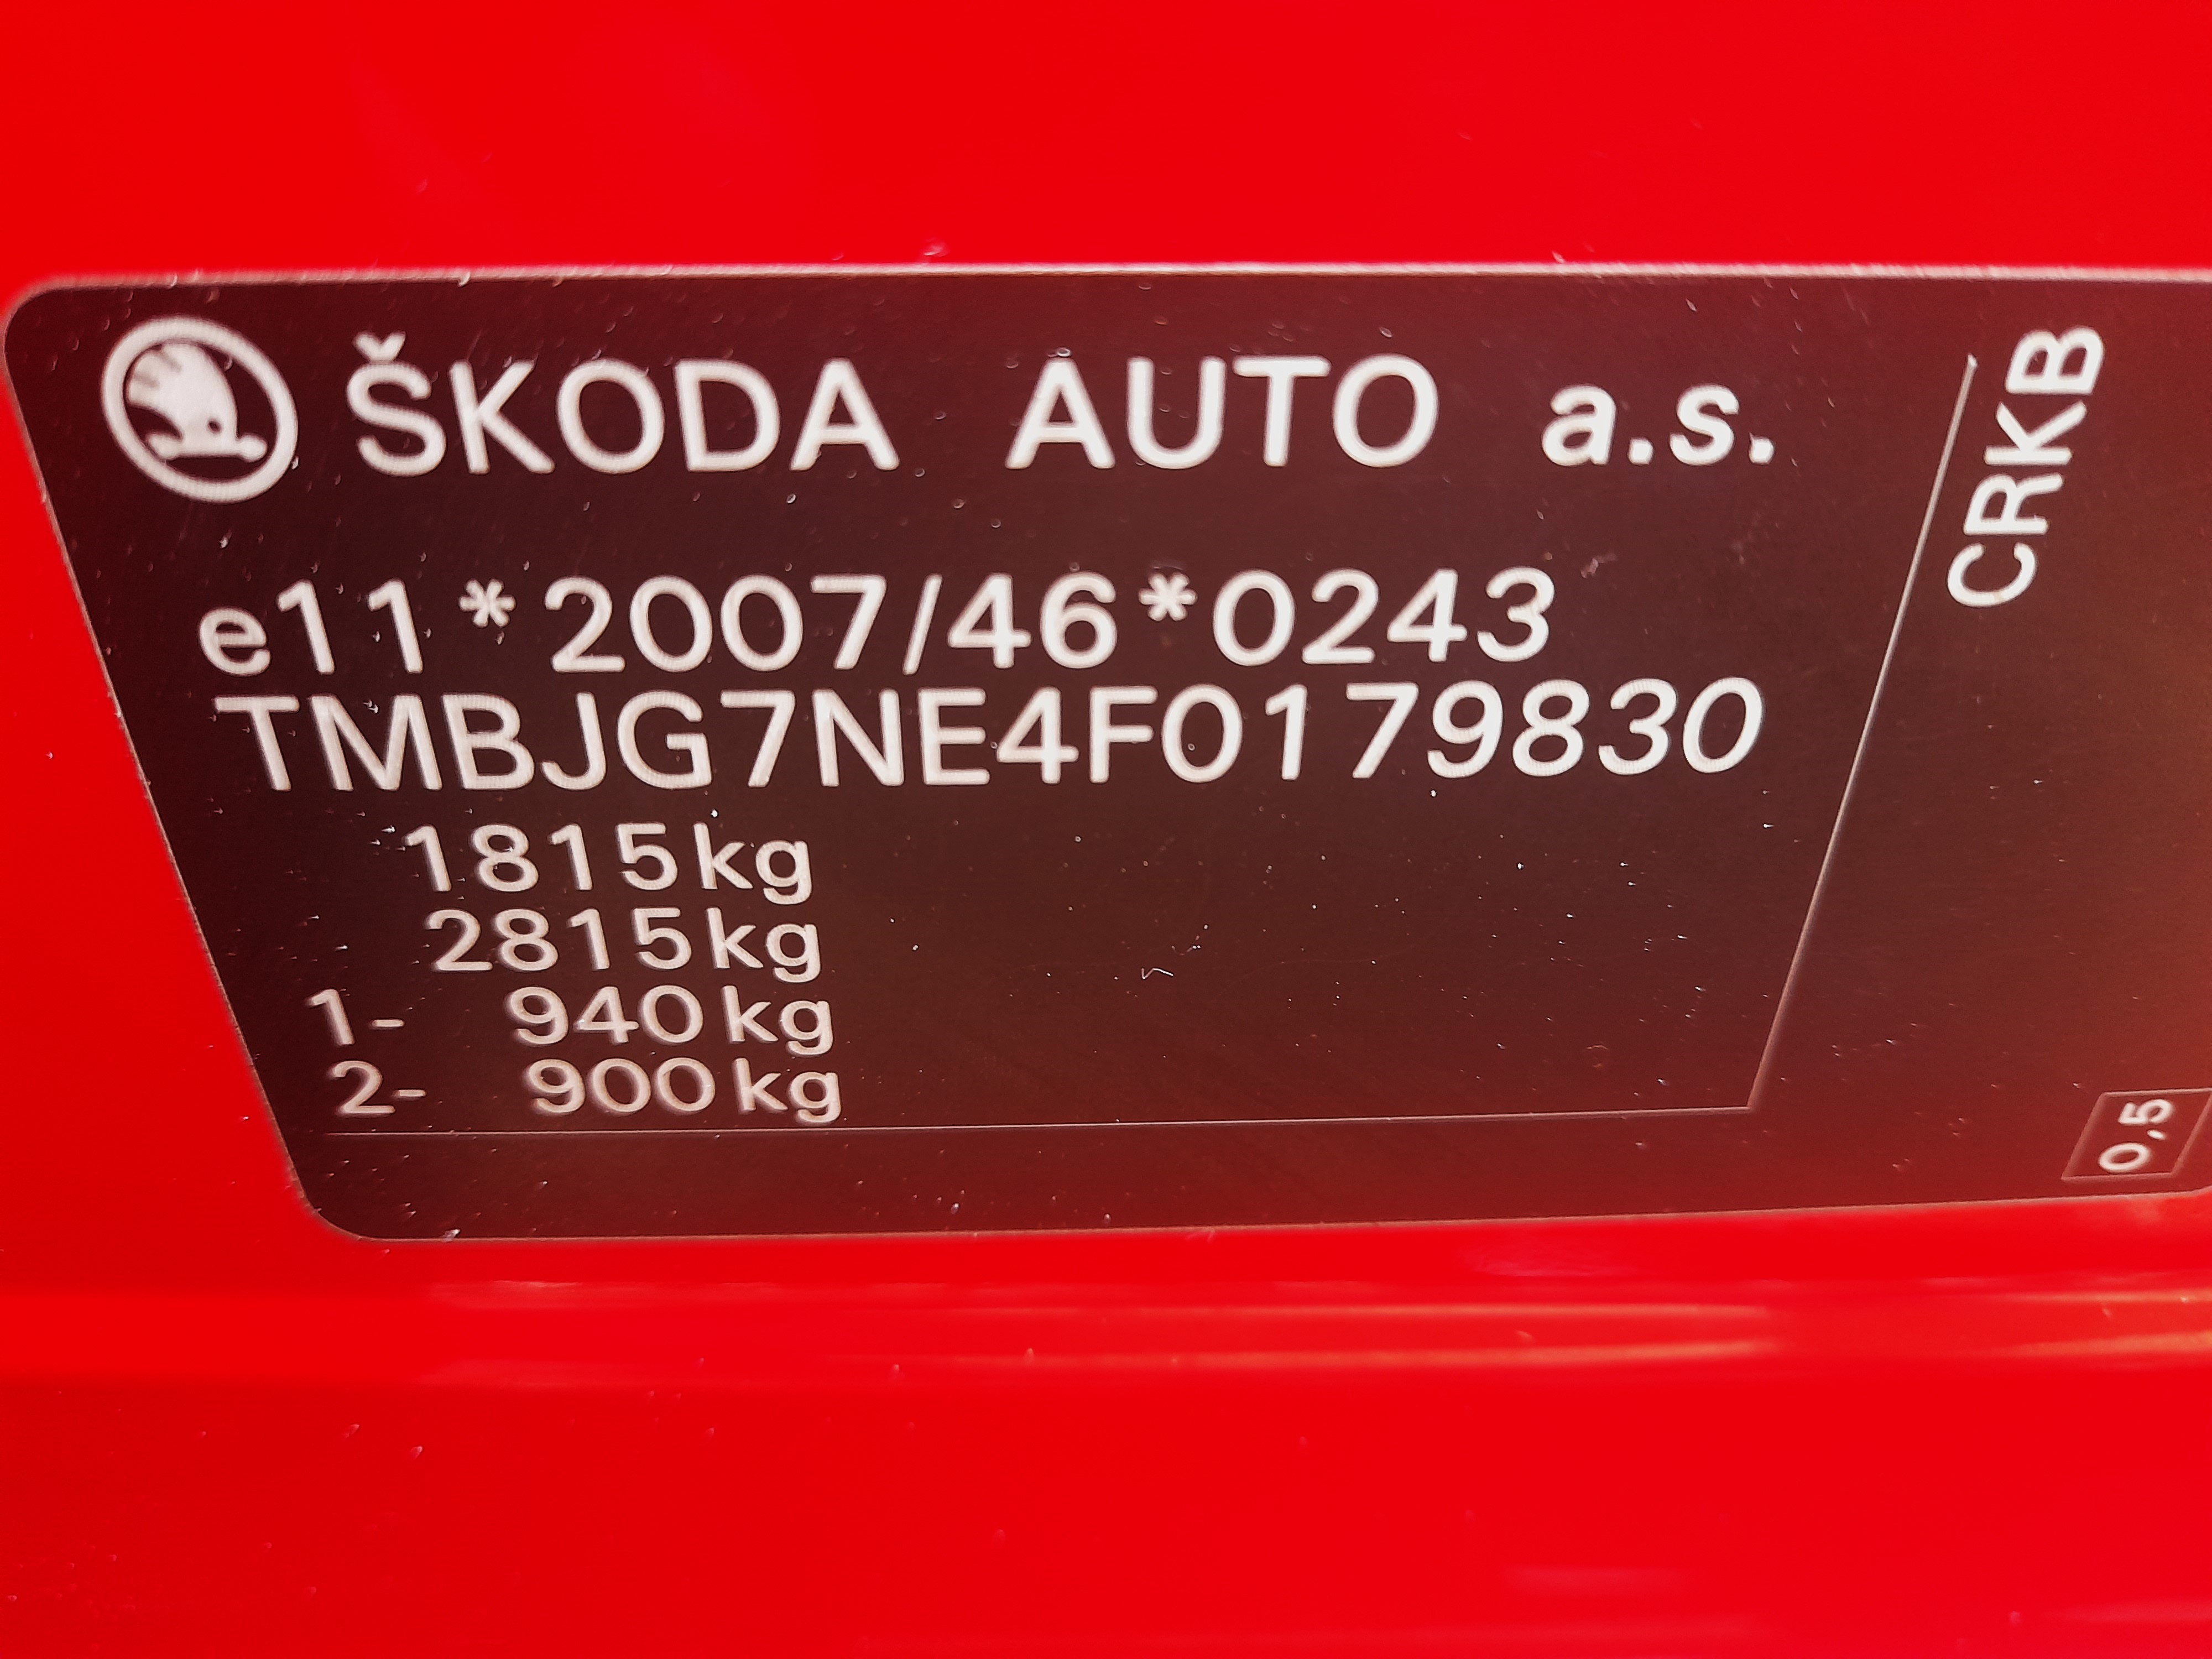 ŠKODA AUTO a.s.
e11*2007/46*0243
TMBJG7NE4F0179830
1815kg
2815kg
1- 940kg
2- 900kg
CRKB
0,5